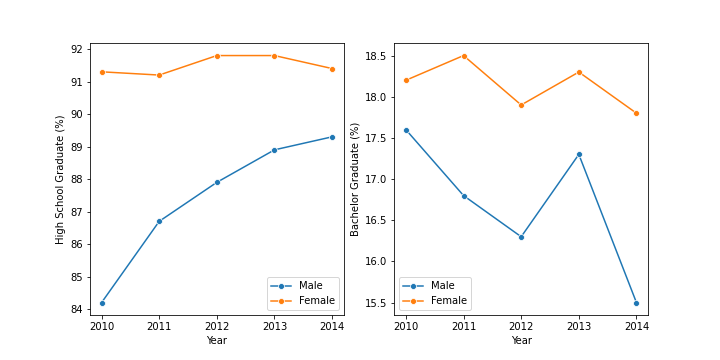 High School Graduate (%)
92
91
90
89
88
87
86
85
84
2010 2011 2012 2013 2014
Year
Male
Female
Bachelor Graduate (%)
18.5
18.0
17.5
17.0
16.5
16.0
15.5
2010 2011 2012 2013 2014
Year
Male
Female